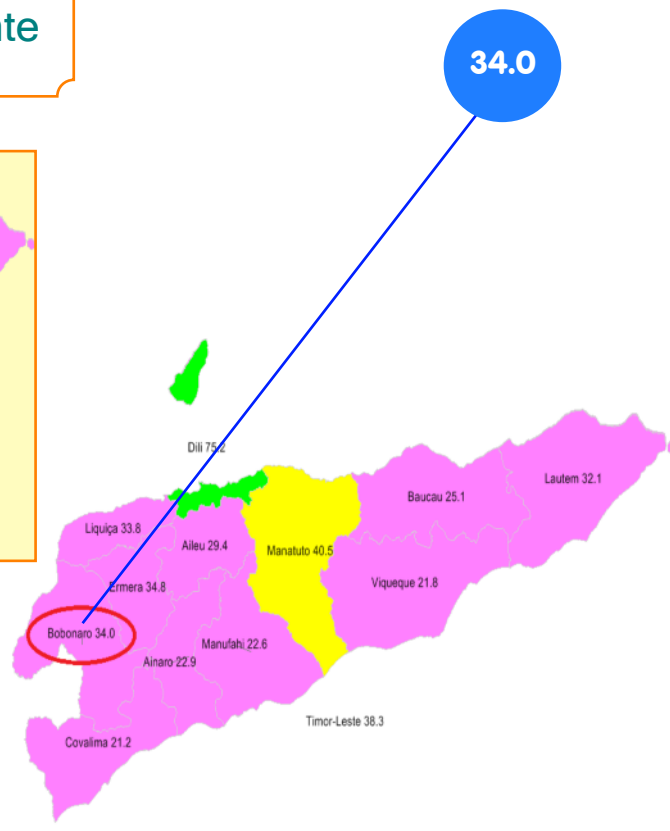 34.0
Dili 75.2
Lautem 32.1
Baucau 25.1
Liquiça 33.8
Aileu 29.4
Manatuto 40.5
Viqueque 21.8
Ermera 34.8
Bobonaro 34.0
Manufahi 22.6
Ainaro 22.9
Timor-Leste 38.3
Covalima 21.2